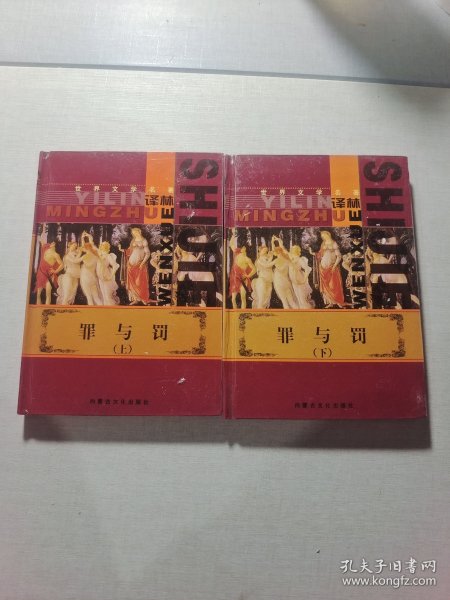 世界文学名著
YILIN
译林
MINGZHU
WENXUE
SHIJIE
罪与罚
(上)
内蒙古文化出版社
世界文学名著
YILIN
译林
MINGZHU
WENXUE
SHIJIE
罪与罚
(下)
内蒙古文化出版社
孔夫子旧书网
www.kongfz.com